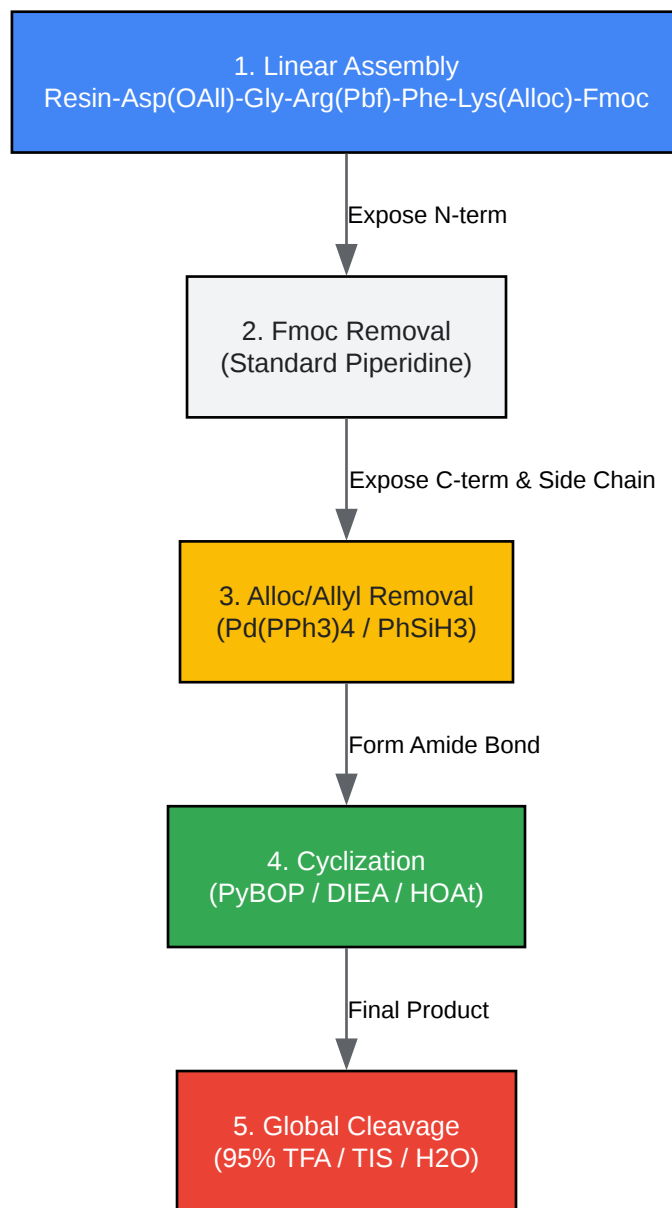 1. Linear Assembly
Resin-Asp(OAll)-Gly-Arg(Pbf)-Phe-Lys(Alloc)-Fmoc
Expose N-term
2. Fmoc Removal
(Standard Piperidine)
Expose C-term & Side Chain
3. Alloc/Allyl Removal
(Pd(PPh3)4 / PhSiH3)
Form Amide Bond
4. Cyclization
(PyBOP / DIEA / HOAt)
Final Product
5. Global Cleavage
(95% TFA / TIS / H2O)